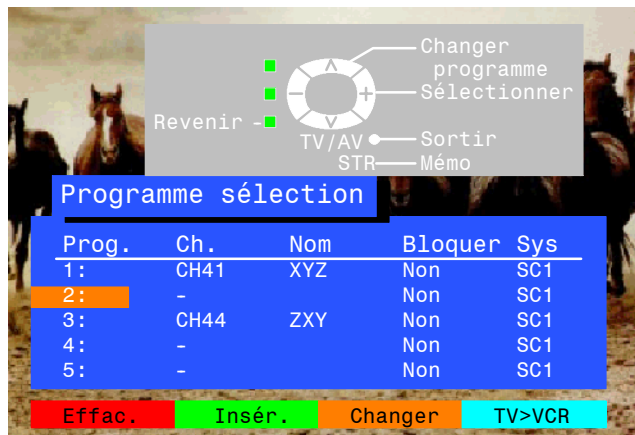 Changer
programme
Sélectionner
Revenir -
TV/AV
Sortir
STR
Mémo
Programme sélection
Prog. Ch. Nom Bloquer Sys
1: CH41 XYZ Non SC1
2: - Non SC1
3: CH44 ZXY Non SC1
4: - Non SC1
5: - Non SC1
Effac. Insér. Changer TV>VCR